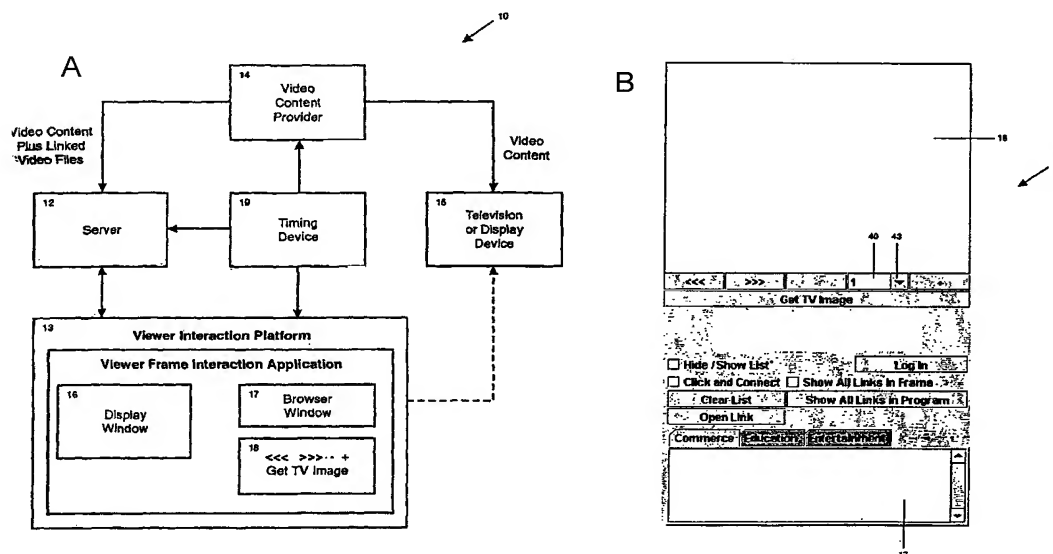 10
A
14
Video
Content
Provider
Video Content
Plus Linked
Video Files
Video
Content
12
Server
19
Timing
Device
15
Television
or Display
Device
13
Viewer Interaction Platform
Viewer Frame Interaction Application
16
Display
Window
17
Browser
Window
18
<<< >>> -- +
Get TV Image
B
40
43
<<<
>>>
1
Get TV Image
Hide / Show List
Log In
Click and Connect
Show All Links in Frame
Clear List
Show All Links in Program
Open Link
Commerce
Education
Entertainment